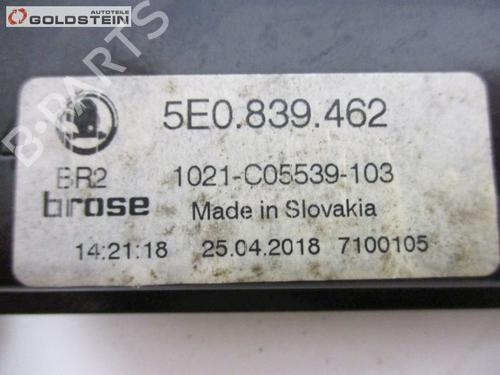 AUTOTEILE
GOLDSTEIN
B-PARTS
5E0.839.462
BR2
1021-C05539-103
brose
Made in Slovakia
14:21:18 25.04.2018 7100105